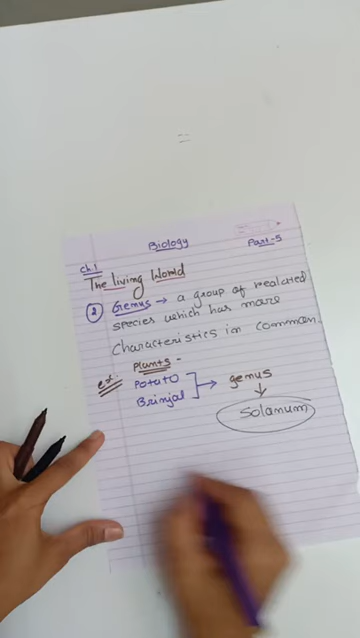 Biology
Part-5
Ch.1
The living World
2 Genus → a group of realated
species which has more
characteristics in common.
ex. Plants -
Potato → genus
Brinjal
Solanum